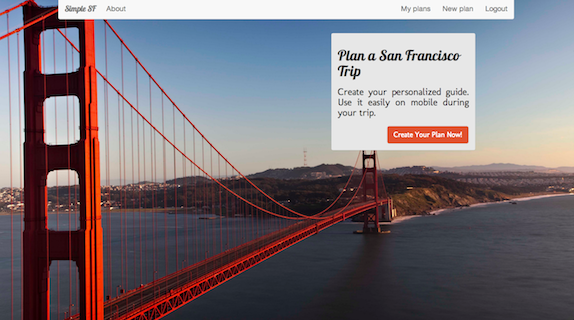 Simple SF About My plans New plan Logout
Plan a San Francisco
Trip
Create your personalized guide.
Use it easily on mobile during
your trip.
Create Your Plan Now!